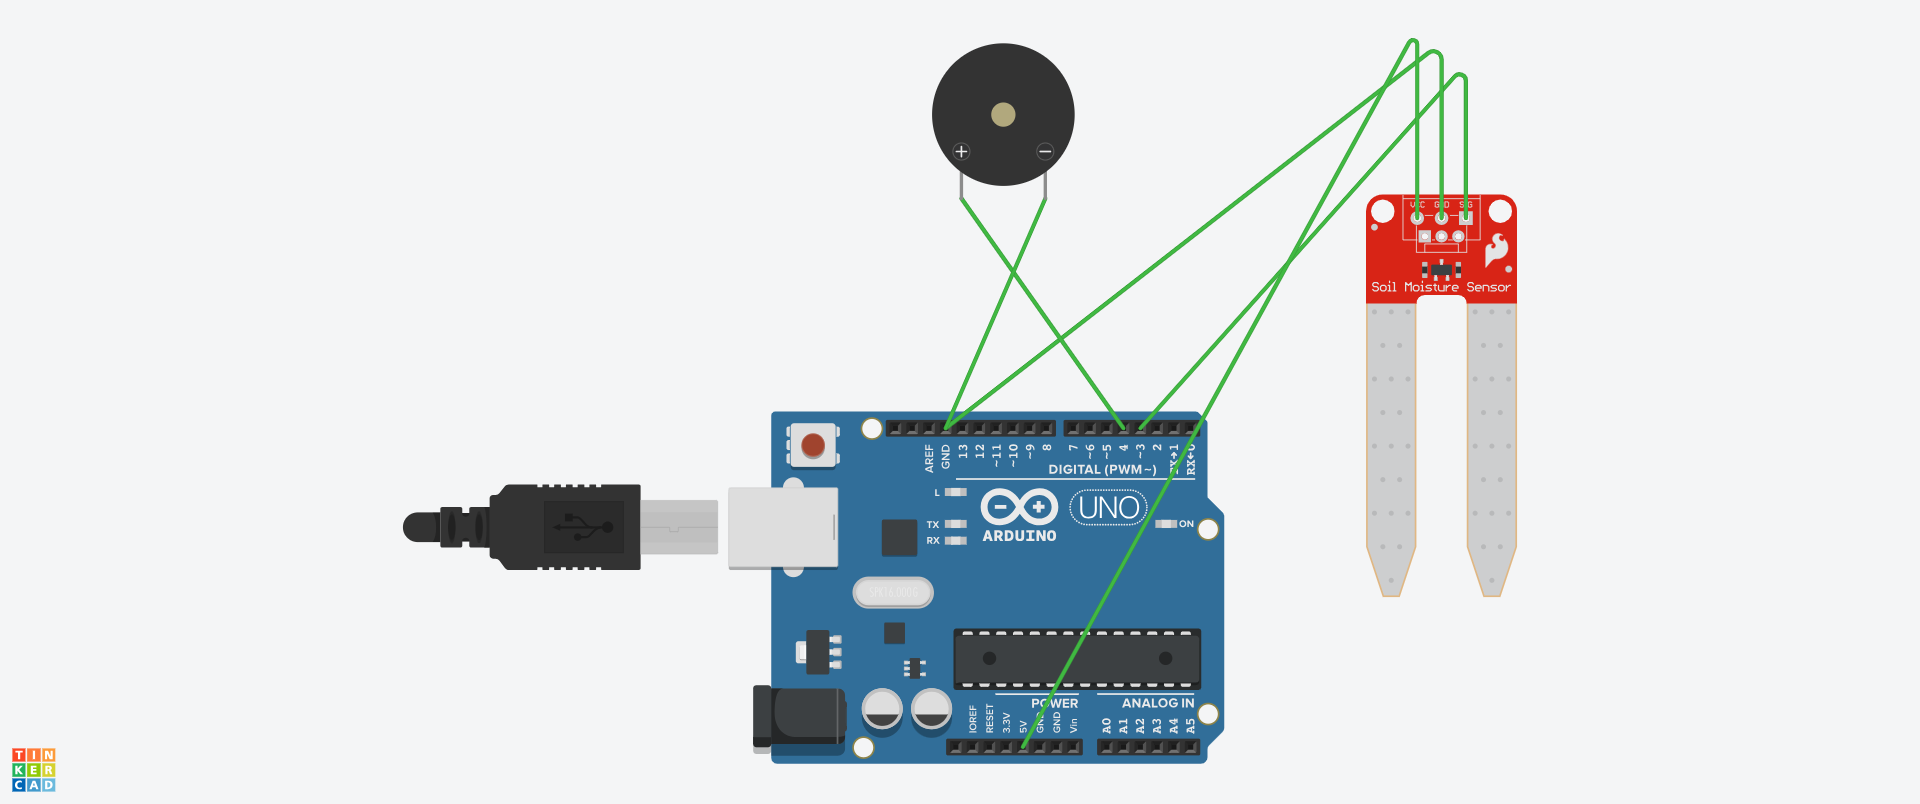 VCC GND SIG
Soil Moisture Sensor
AREF
GND
13
12
~11
~10
~9
8
7
~6
~5
4
~3
2
TX→1
RX←0
DIGITAL (PWM~)
L
TX
RX
UNO
ARDUINO
ON
SPK16.000G
POWER
ANALOG IN
IOREF
RESET
3.3V
5V
GND
GND
Vin
A0
A1
A2
A3
A4
A5
TIN
KER
CAD